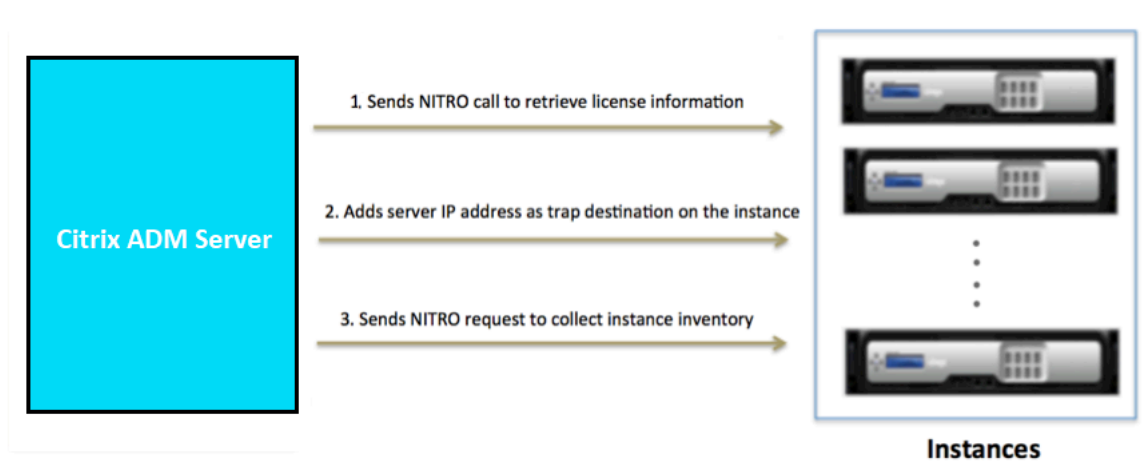 Citrix ADM Server
1. Sends NITRO call to retrieve license information
2. Adds server IP address as trap destination on the instance
3. Sends NITRO request to collect instance inventory
Instances